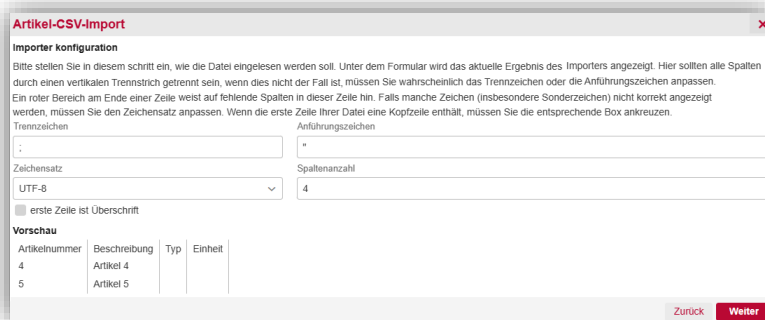 Artikel-CSV-Import
Importer konfiguration
Bitte stellen Sie in diesem schritt ein, wie die Datei eingelesen werden soll. Unter dem Formular wird das aktuelle Ergebnis des Importers angezeigt. Hier sollten alle Spalten
durch einen vertikalen Trennstrich getrennt sein, wenn dies nicht der Fall ist, müssen Sie wahrscheinlich das Trennzeichen oder die Anführungszeichen anpassen.
Ein roter Bereich am Ende einer Zeile weist auf fehlende Spalten in dieser Zeile hin. Falls manche Zeichen (insbesondere Sonderzeichen) nicht korrekt angezeigt
werden, müssen Sie den Zeichensatz anpassen. Wenn die erste Zeile Ihrer Datei eine Kopfzeile enthält, müssen Sie die entsprechende Box ankreuzen.
Trennzeichen Anführungszeichen
; "
Zeichensatz Spaltenanzahl
UTF-8 4
erste Zeile ist Überschrift
Vorschau
Artikelnummer Beschreibung Typ Einheit
4 Artikel 4
5 Artikel 5
Zurück Weiter